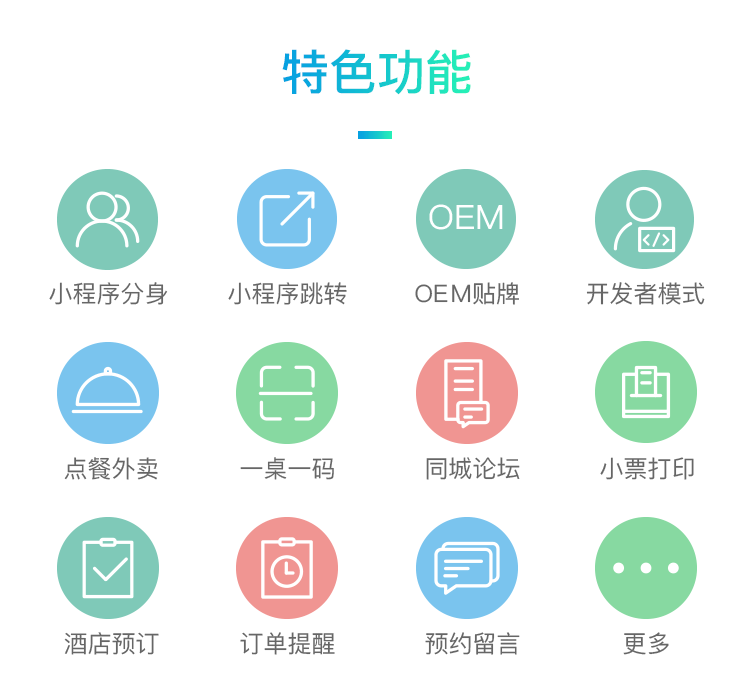 特色功能
OEM
小程序分身
小程序跳转
OEM贴牌
开发者模式
点餐外卖
一桌一码
同城论坛
小票打印
酒店预订
订单提醒
预约留言
更多